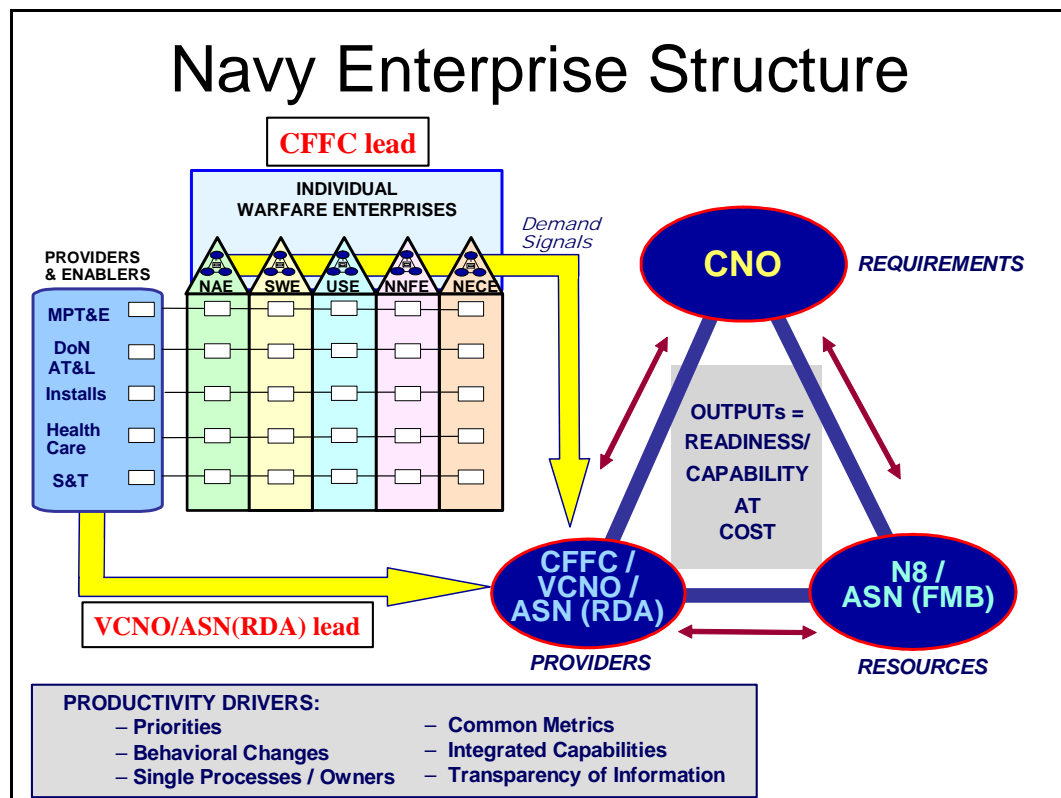 Navy Enterprise Structure
CFFC lead
INDIVIDUAL
WARFARE ENTERPRISES
Demand
Signals
PROVIDERS
& ENABLERS
NAE
SWE
USE
NNFE
NECE
MPT&E
DoN
AT&L
Installs
Health
Care
S&T
CNO
REQUIREMENTS
OUTPUTs =
READINESS/
CAPABILITY
AT
COST
CFFC /
VCNO /
ASN (RDA)
PROVIDERS
N8 /
ASN (FMB)
RESOURCES
VCNO/ASN(RDA) lead
PRODUCTIVITY DRIVERS:
– Priorities
– Behavioral Changes
– Single Processes / Owners
– Common Metrics
– Integrated Capabilities
– Transparency of Information